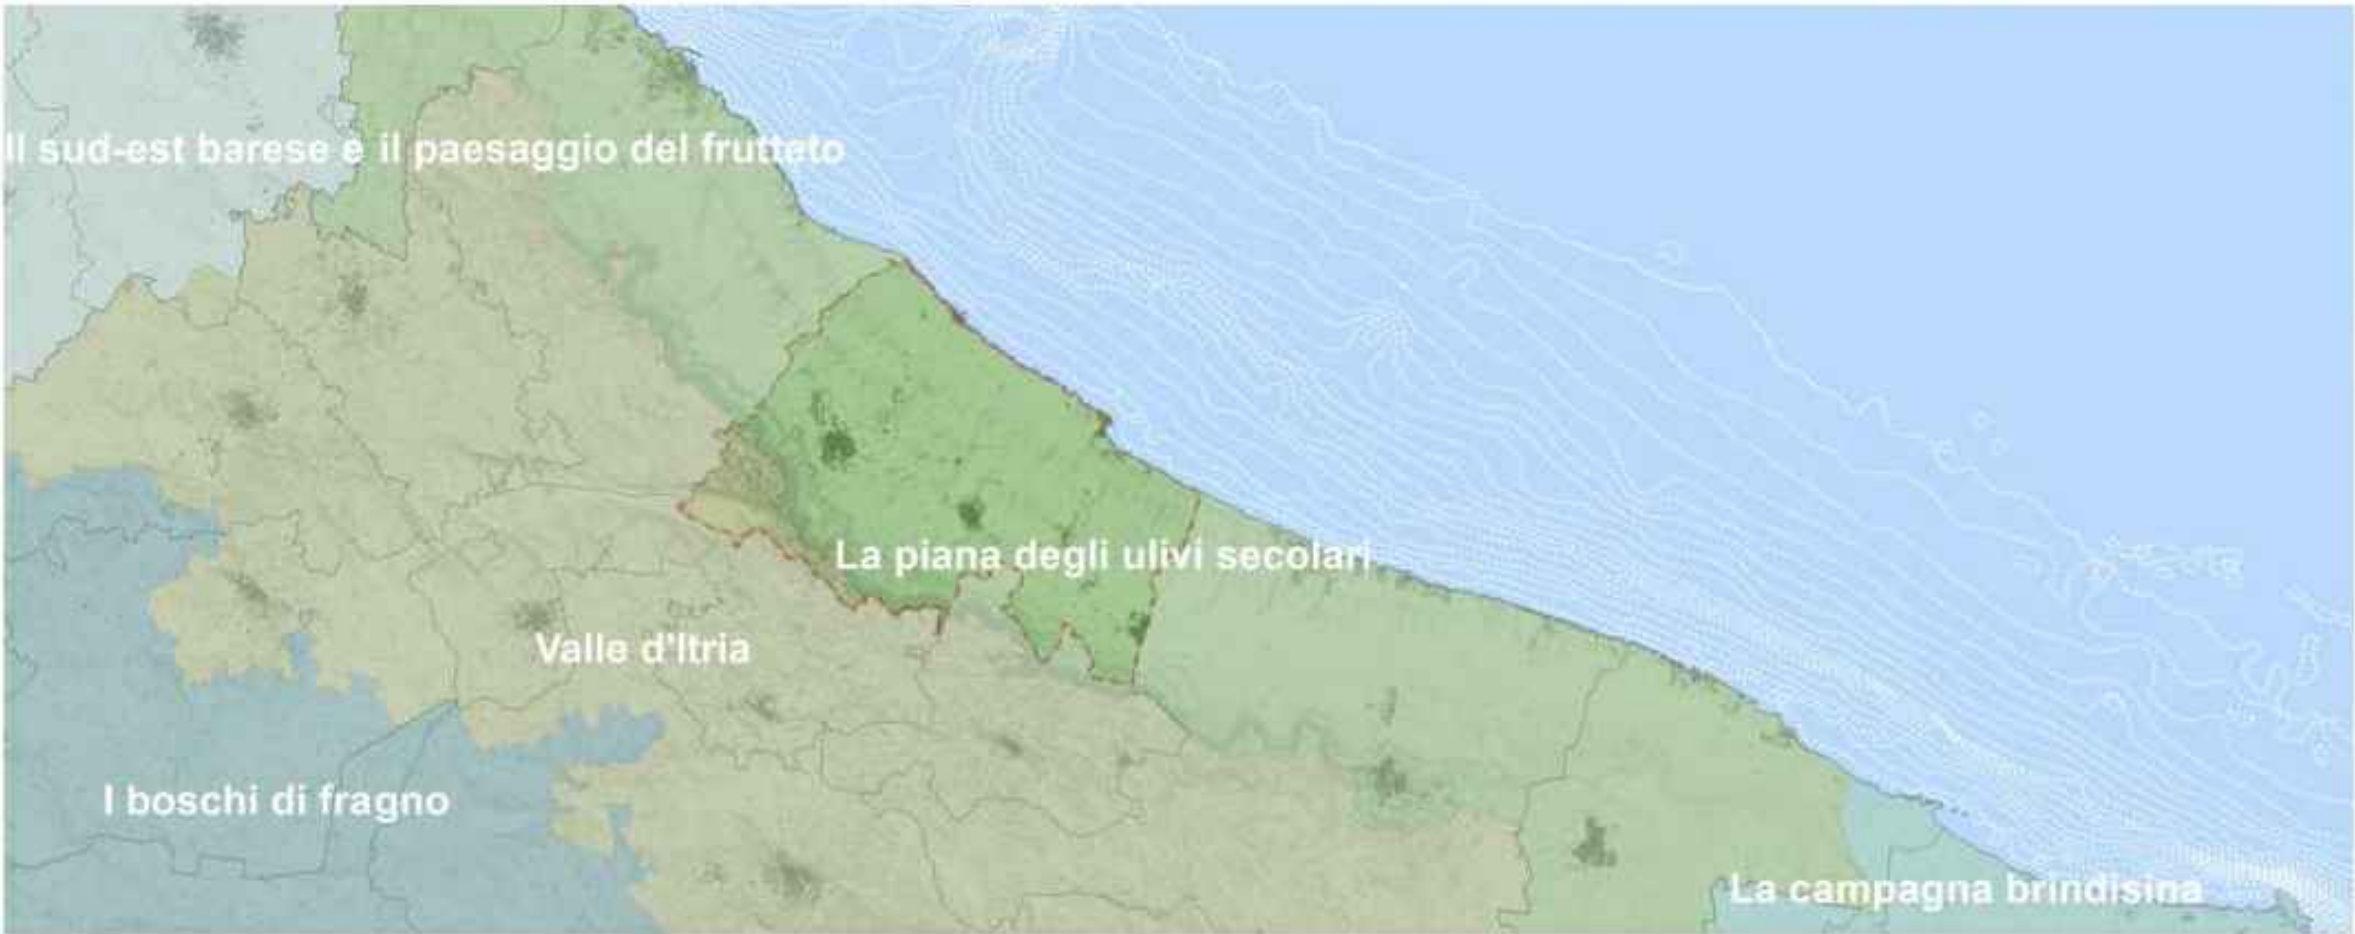 Il sud-est barese e il paesaggio del frutteto
La piana degli ulivi secolari
Valle d'Itria
I boschi di fragno
La campagna brindisina